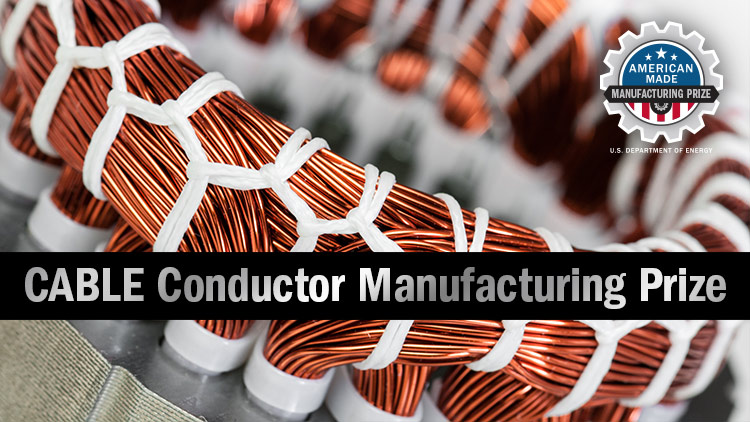 AMERICAN
MADE
MANUFACTURING PRIZE
U.S. DEPARTMENT OF ENERGY
CABLE Conductor Manufacturing Prize